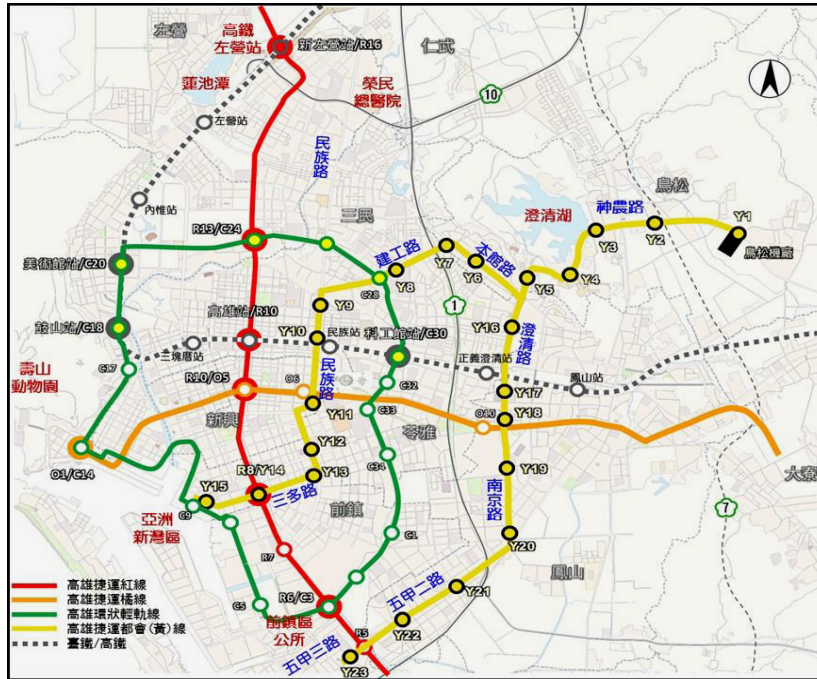 左營
高鐵
左營站
新左營站/R16
仁武
蓮池潭
榮民
總醫院
10
左營站
民族路
鳥松
內惟站
三民
澄清湖
神農路
Y1
R13/C24
建工路
Y7
本館路
Y3
Y2
鳥松機廠
美術館站/C20
C28
Y8
Y6
Y5
Y4
Y9
1
高雄站/R10
鼓山站/C18
Y10
民族站
科工館站/C30
Y16
澄清路
三塊厝站
正義澄清站
壽山
動物園
C17
R10/O5
O6
民族路
C32
鳳山站
Y17
新興
Y11
C33
苓雅
O10
Y18
Y12
O1/C14
R8/Y14
Y13
C34
Y19
大寮
Y15
三多路
南京路
C9
前鎮
7
亞洲
新灣區
C1
Y20
R7
鳳山
五甲二路
Y21
C5
R6/C3
前鎮區
公所
Y22
R5
五甲三路
Y23
高雄捷運紅線
高雄捷運橘線
高雄環狀輕軌線
高雄捷運都會(黃)線
臺鐵/高鐵